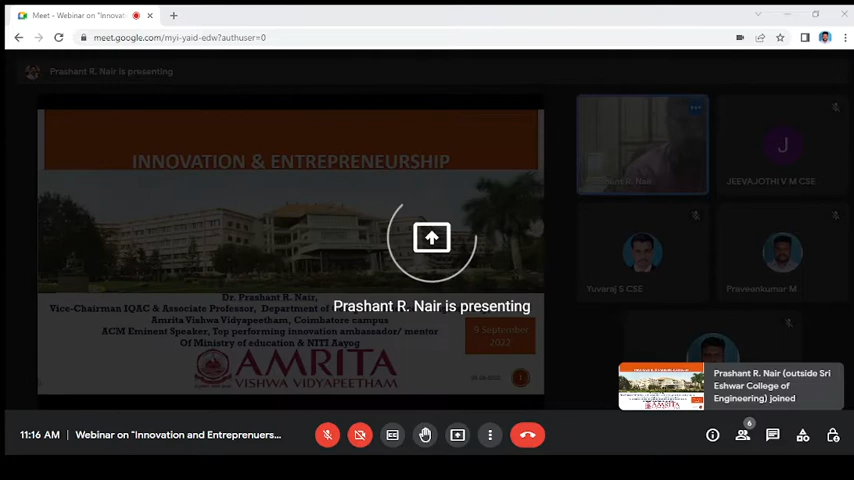 Meet - Webinar on "Innovat
meet.google.com/myi-yaid-edw?authuser=0
Prashant R. Nair is presenting
INNOVATION & ENTREPRENEURSHIP
Dr. Prashant R. Nair,
Vice-Chairman IQAC & Associate Professor, Department of
Amrita Vishwa Vidyapeetham, Coimbatore campus
ACM Eminent Speaker, Top performing innovation ambassador/ mentor
Of Ministry of education & NITI Aayog
9 September
2022
AMRITA
VISHWA VIDYAPEETHAM
Prashant R. Nair is presenting
R. Nair
J
JEEVAJOTHI V M CSE
Yuvaraj S CSE
Praveenkumar M
Prashant R. Nair (outside Sri
Eshwar College of
Engineering) joined
11:16 AM | Webinar on "Innovation and Entreprenuers...
6